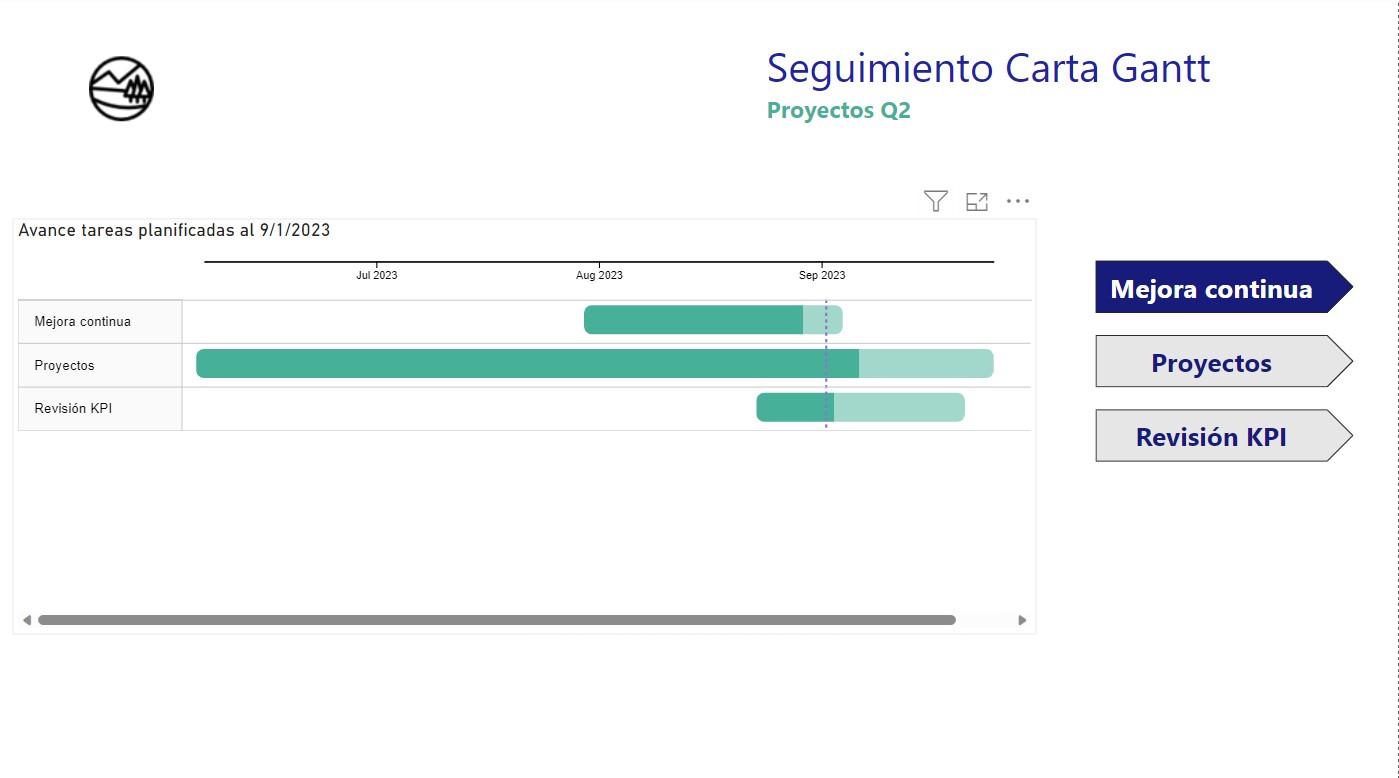 Seguimiento Carta Gantt
Proyectos Q2
Avance tareas planificadas al 9/1/2023
Jul 2023
Aug 2023
Sep 2023
Mejora continua
Proyectos
Revisión KPI
Mejora continua
Proyectos
Revisión KPI